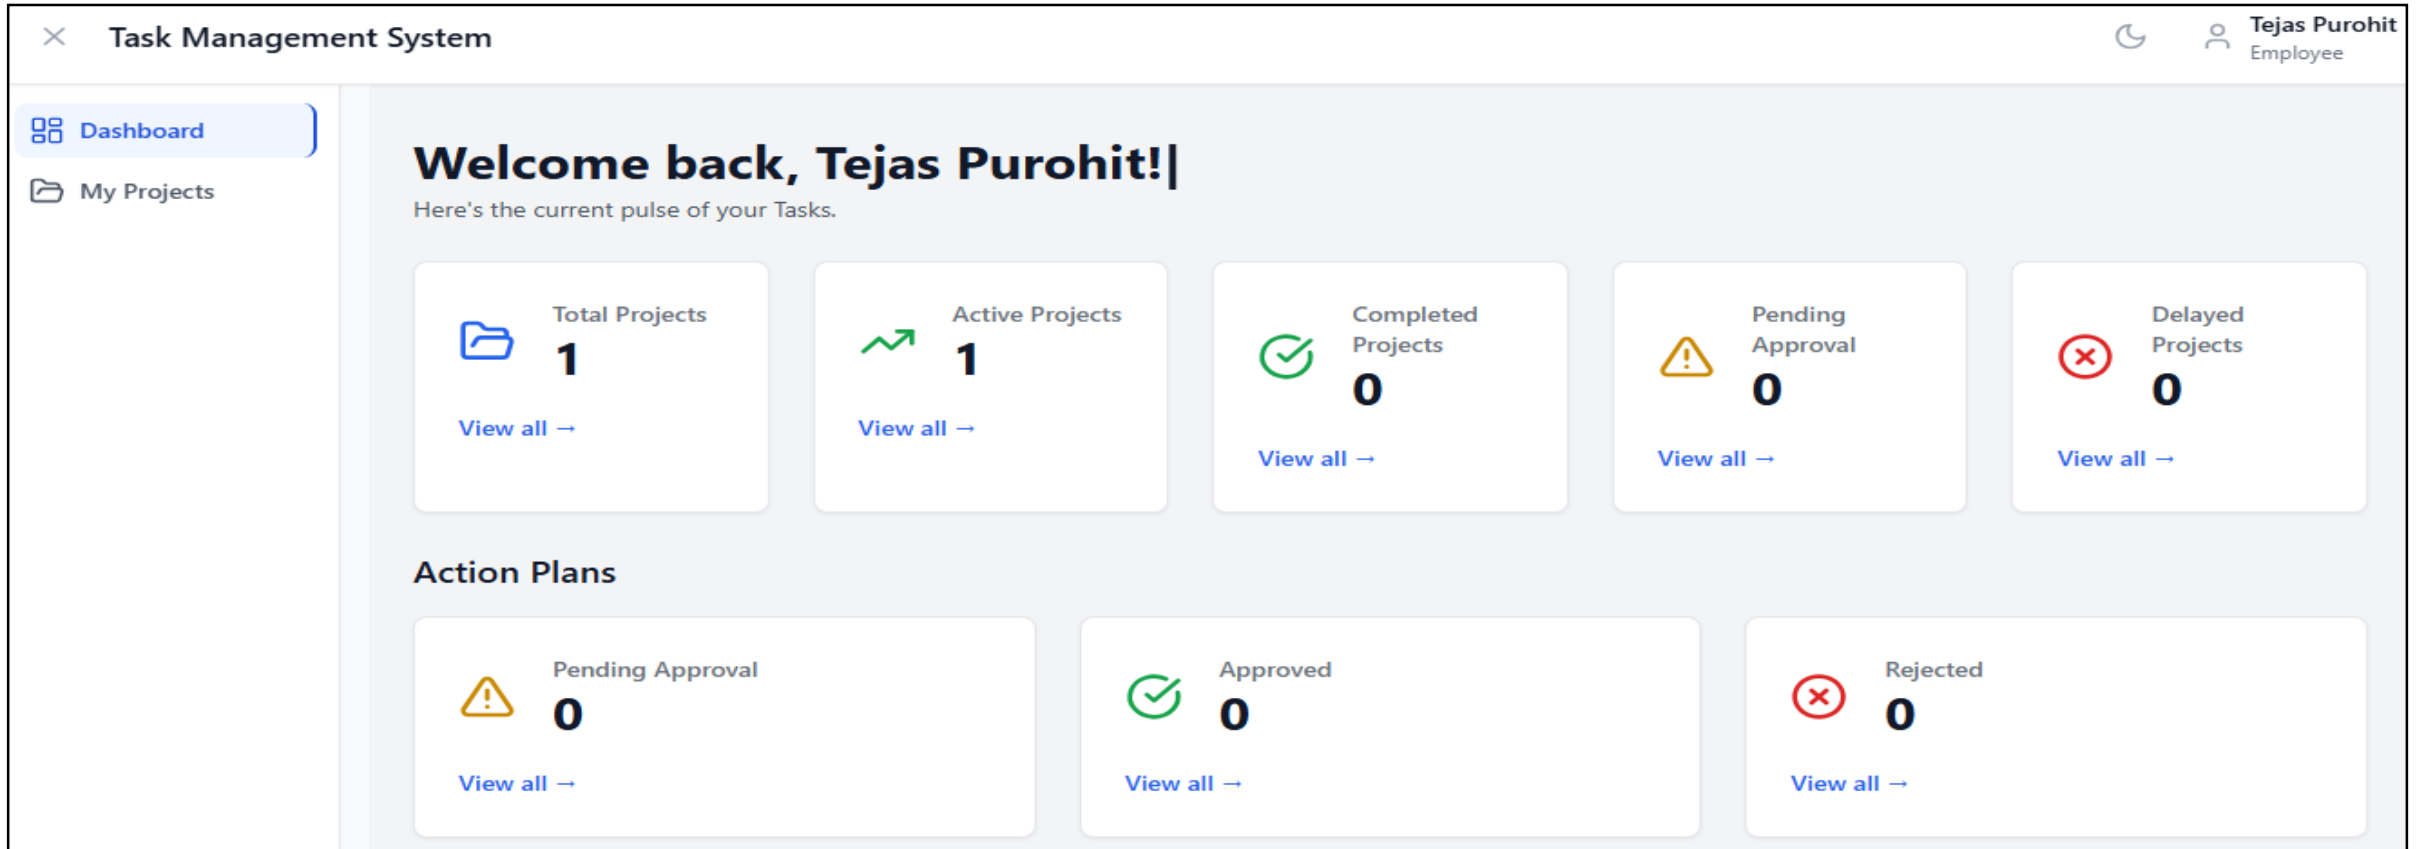 Task Management System
Tejas Purohit
Employee
Dashboard
My Projects
Welcome back, Tejas Purohit!|
Here's the current pulse of your Tasks.
Total Projects
1
View all →
Active Projects
1
View all →
Completed
Projects
0
View all →
Pending
Approval
0
View all →
Delayed
Projects
0
View all →
Action Plans
Pending Approval
0
View all →
Approved
0
View all →
Rejected
0
View all →